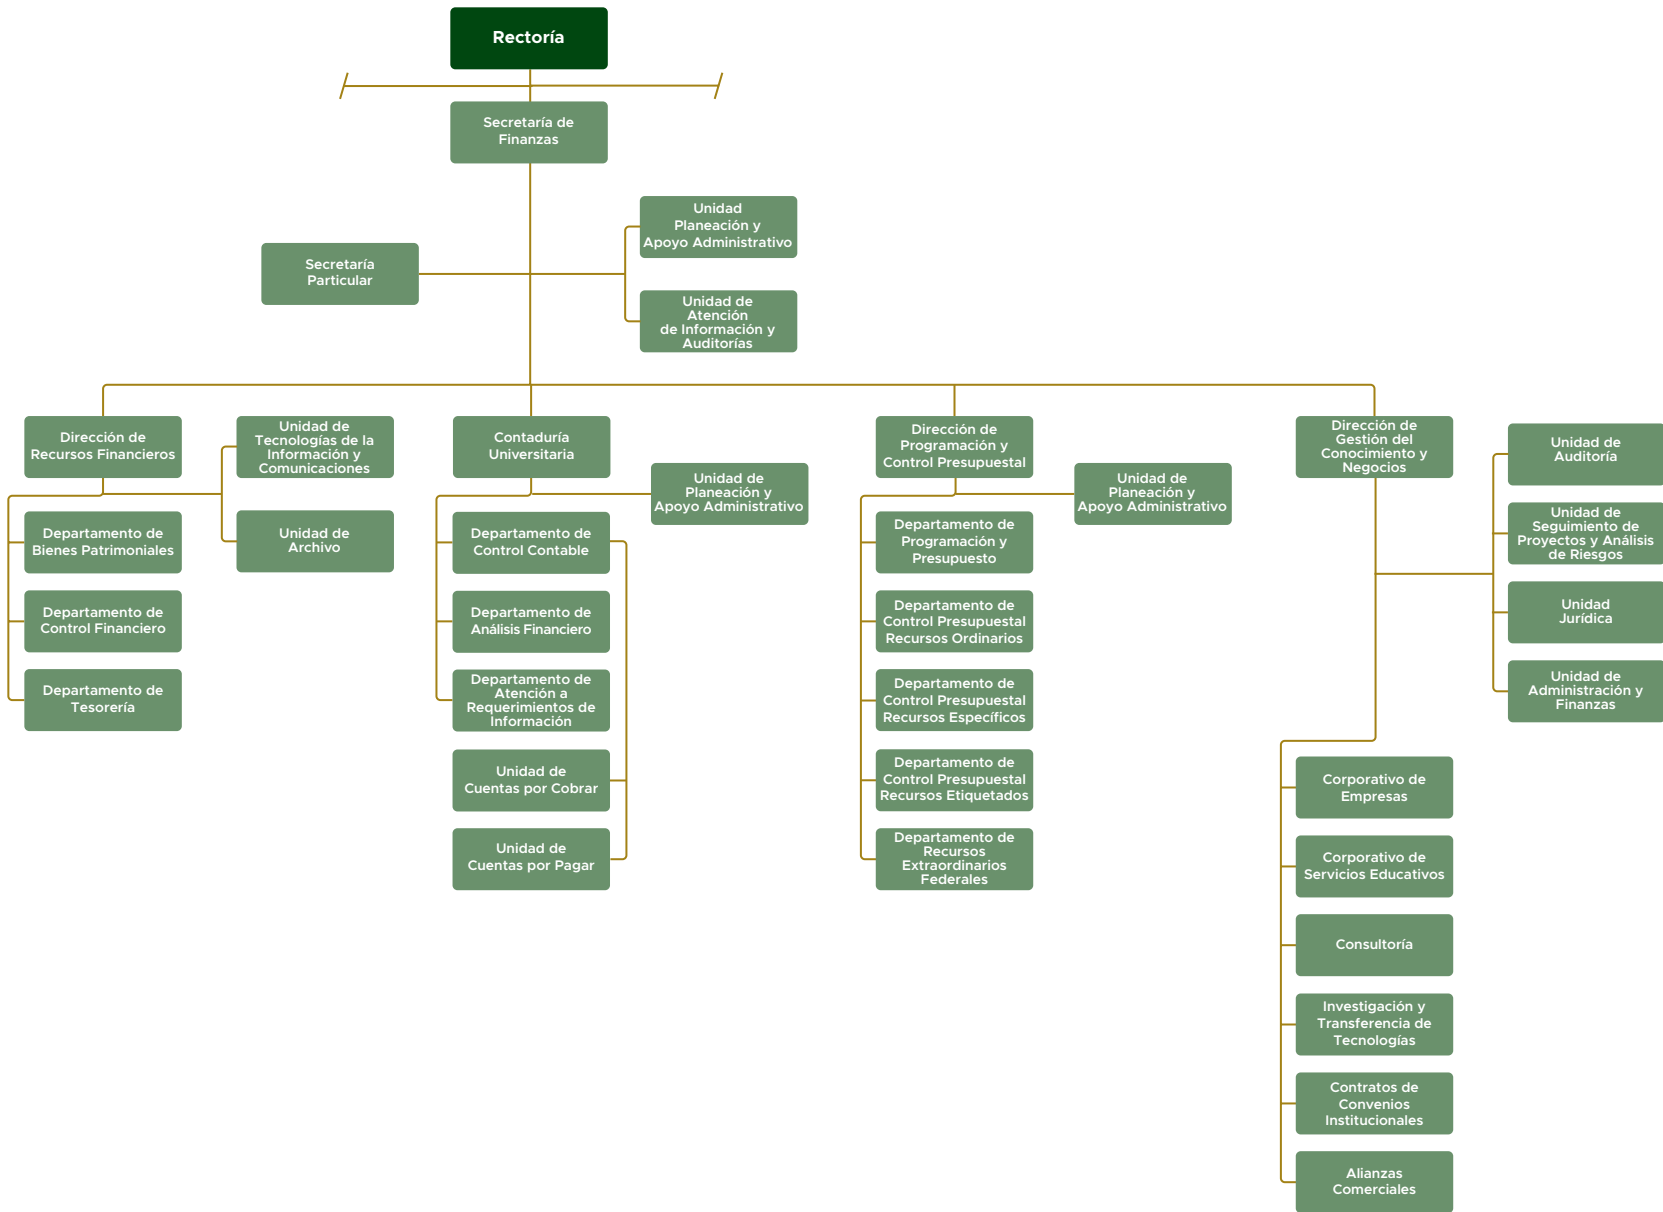 Rectoría
Secretaría de
Finanzas
Unidad
Planeación y
Apoyo Administrativo
Secretaría
Particular
Unidad de
Atención
de Información y
Auditorías
Dirección de
Recursos Financieros
Unidad de
Tecnologías de la
Información y
Comunicaciones
Unidad de
Archivo
Departamento de
Bienes Patrimoniales
Departamento de
Control Financiero
Departamento de
Tesorería
Contaduría
Universitaria
Unidad de
Planeación y
Apoyo Administrativo
Departamento de
Control Contable
Departamento de
Análisis Financiero
Departamento de
Atención a
Requerimientos de
Información
Unidad de
Cuentas por Cobrar
Unidad de
Cuentas por Pagar
Dirección de
Programación y
Control Presupuestal
Unidad de
Planeación y
Apoyo Administrativo
Departamento de
Programación y
Presupuesto
Departamento de
Control Presupuestal
Recursos Ordinarios
Departamento de
Control Presupuestal
Recursos Específicos
Departamento de
Control Presupuestal
Recursos Etiquetados
Departamento de
Recursos
Extraordinarios
Federales
Dirección de
Gestión del
Conocimiento y
Negocios
Unidad de
Auditoría
Unidad de
Seguimiento de
Proyectos y Análisis
de Riesgos
Unidad
Jurídica
Unidad de
Administración y
Finanzas
Corporativo de
Empresas
Corporativo de
Servicios Educativos
Consultoría
Investigación y
Transferencia de
Tecnologías
Contratos de
Convenios
Institucionales
Alianzas
Comerciales